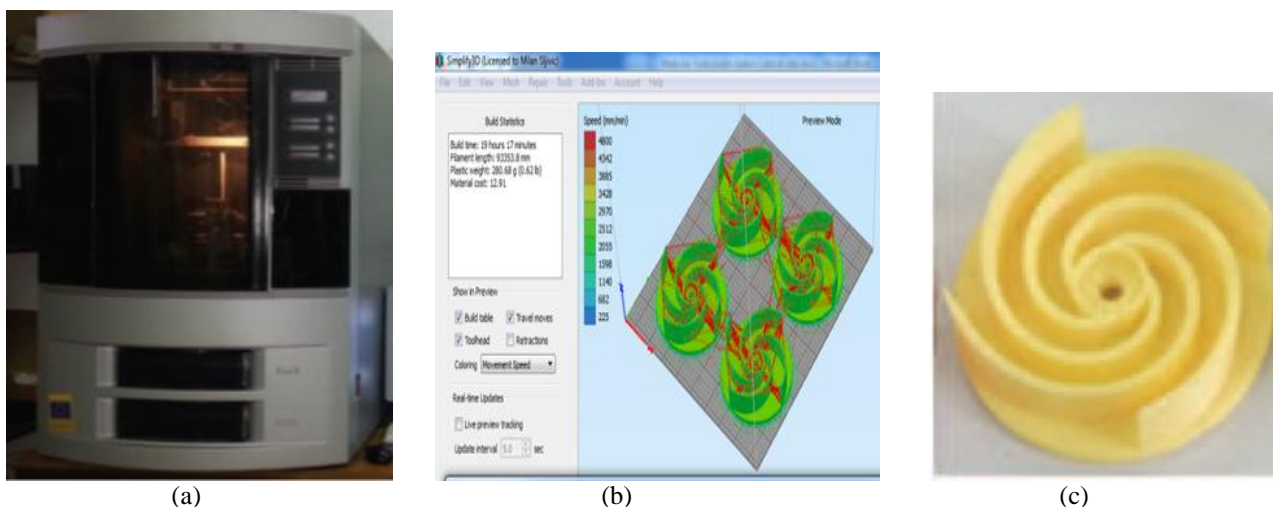 Simplify3D (Licensed to Milan Sljivic)
File Edit View Mesh Repair Tools Add-Ins Account Help
Build Statistics
Build time: 19 hours 17 minutes
Filament length: 93353.8 mm
Plastic weight: 280.68 g (0.62 lb)
Material cost: 12.91
Show in Preview
Build table
Travel moves
Toolhead
Retractions
Coloring Movement Speed
Real-time Updates
Live preview tracking
Update interval 5.0 sec
Speed (mm/min)
Preview Mode
4800
4342
3885
3428
2970
2512
2055
1598
1140
682
225
(a)
(b)
(c)